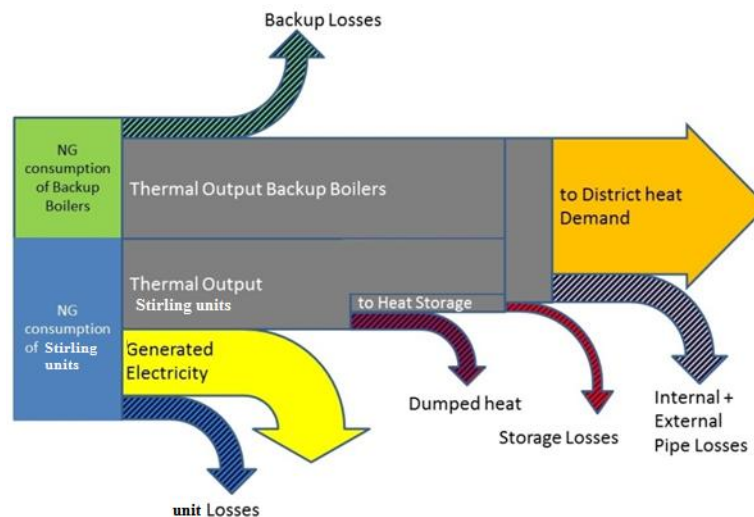 Backup Losses
NG
consumption
of Backup
Boilers
Thermal Output Backup Boilers
to District heat
Demand
Thermal Output
Stirling units
to Heat Storage
NG
consumption
of Stirling
units
Generated
Electricity
Dumped heat
Storage Losses
Internal +
External
Pipe Losses
unit Losses